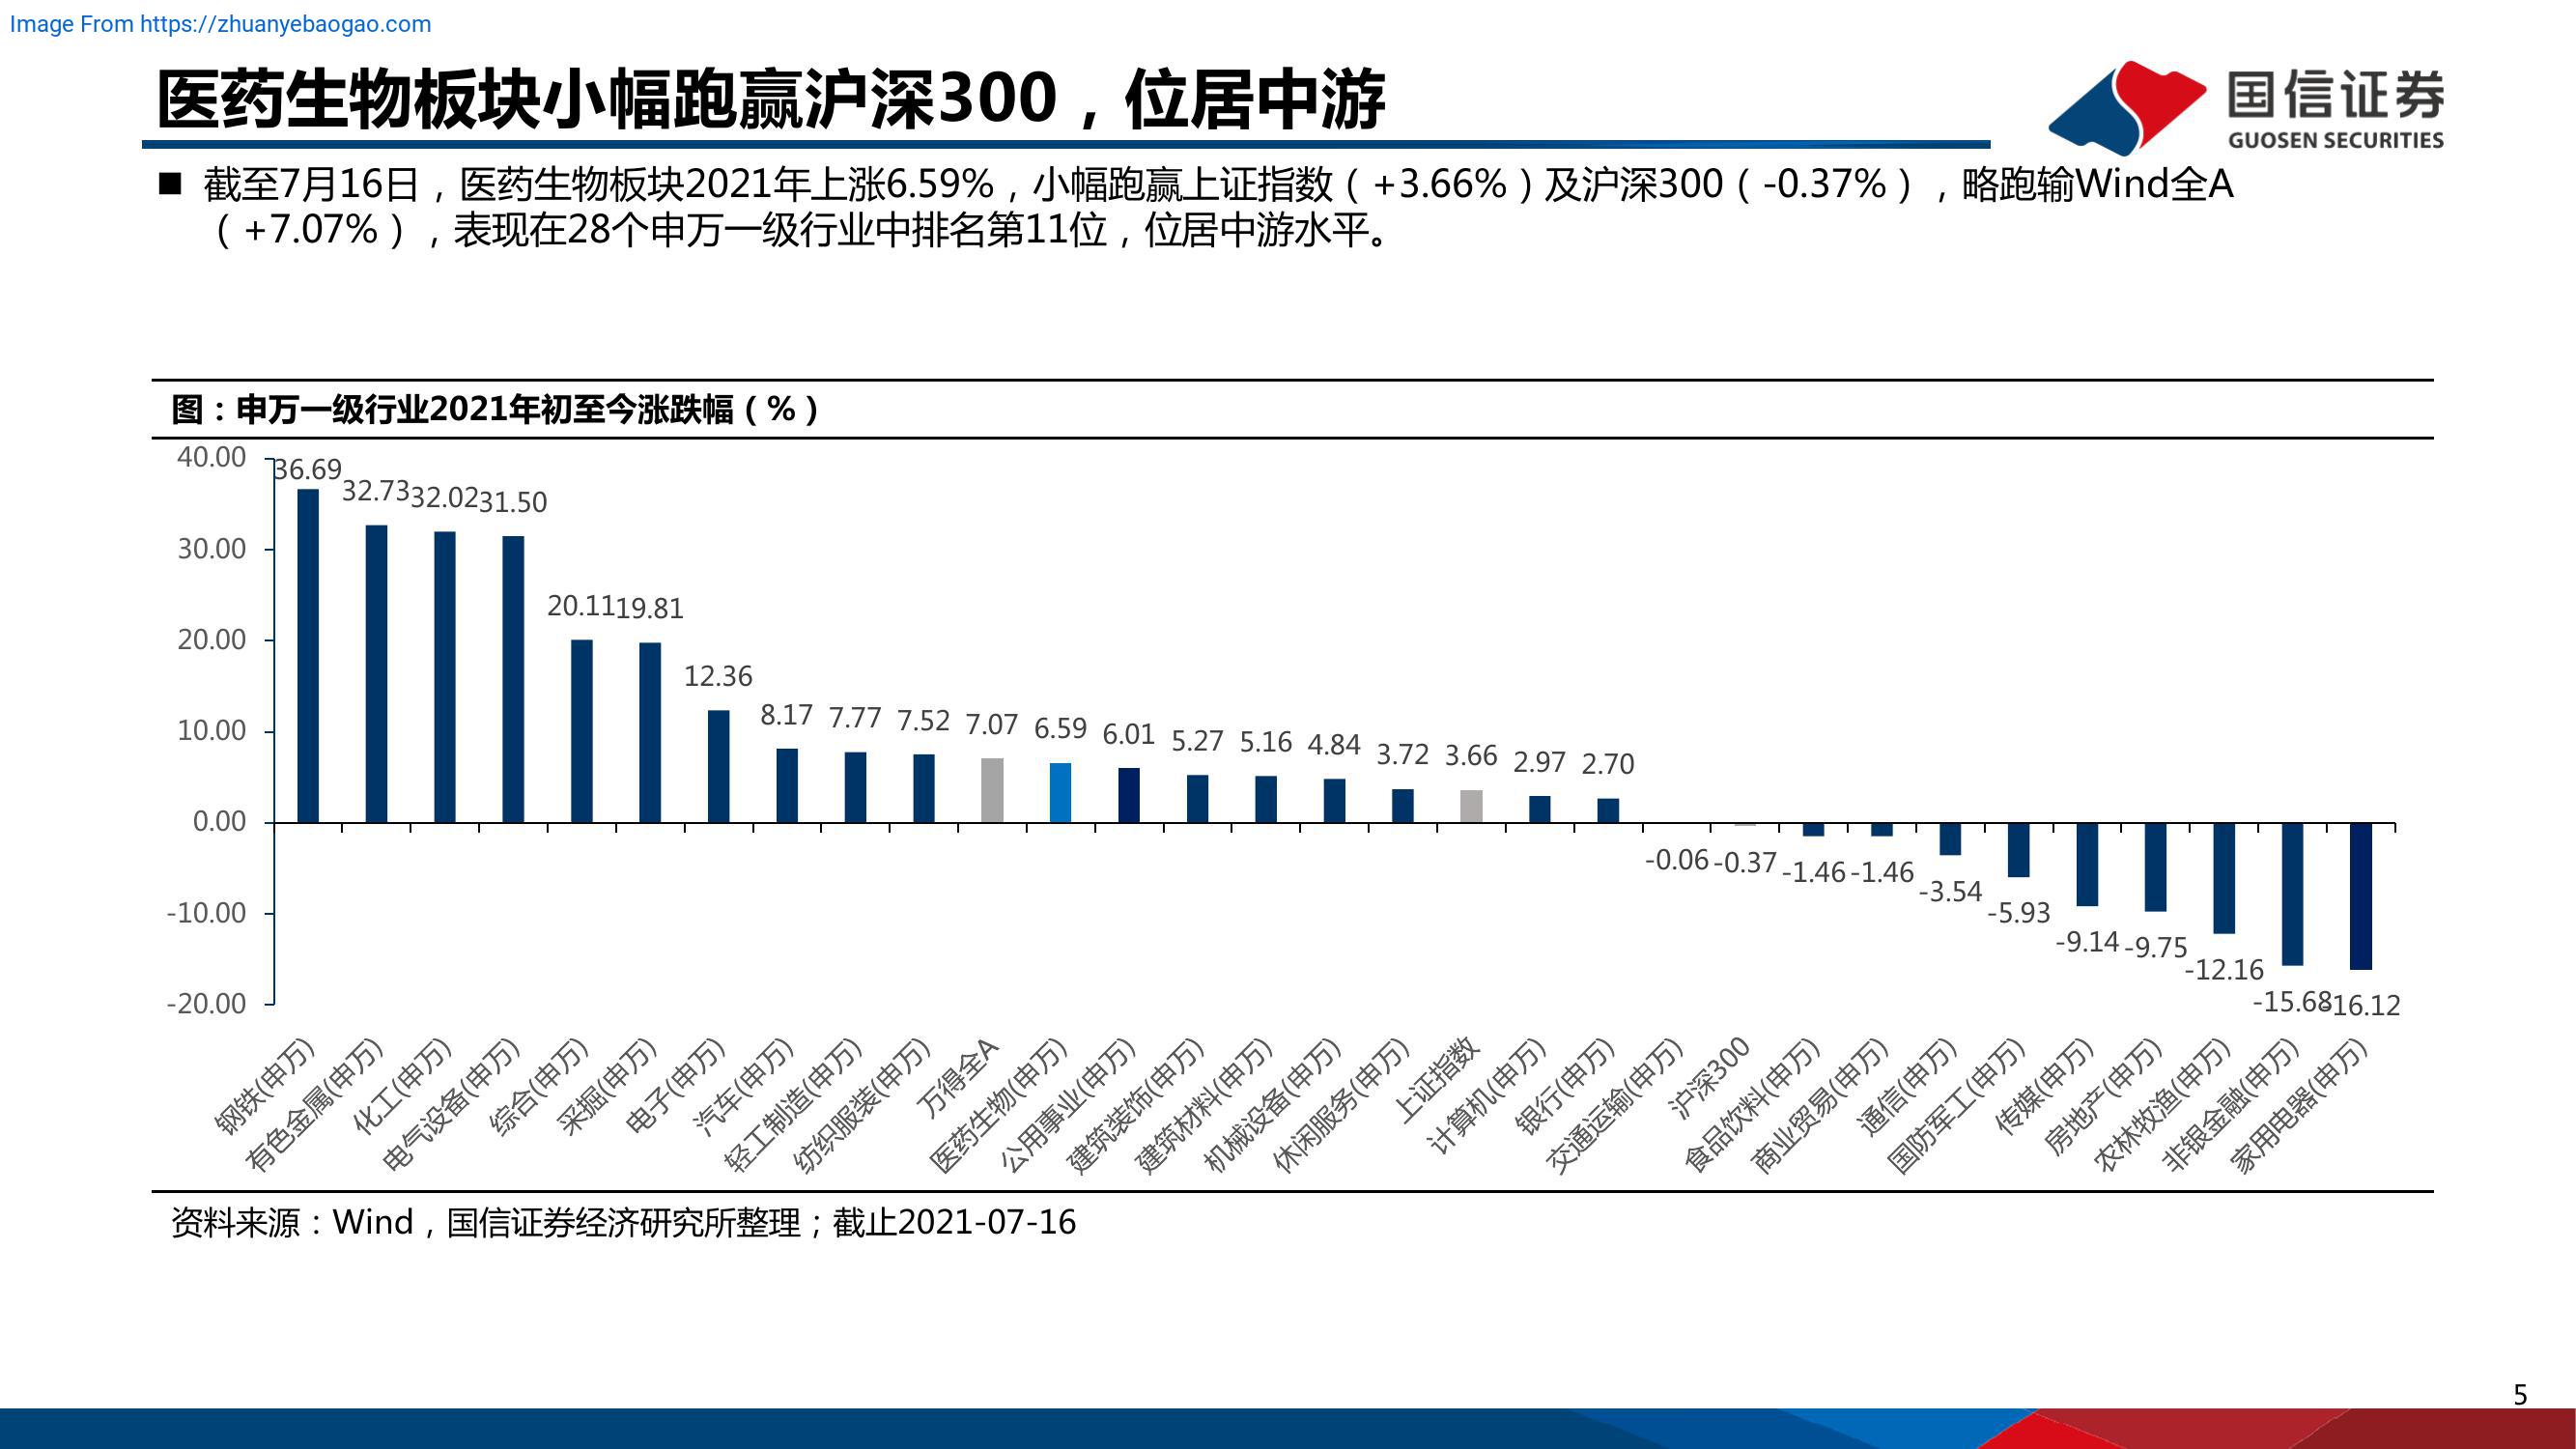 Image From https://zhuanyebaogao.com
医药生物板块小幅跑赢沪深300，位居中游
国信证券
GUOSEN SECURITIES
■ 截至7月16日，医药生物板块2021年上涨6.59%，小幅跑赢上证指数（+3.66%）及沪深300（-0.37%），略跑输Wind全A
（+7.07%），表现在28个申万一级行业中排名第11位，位居中游水平。
图：申万一级行业2021年初至今涨跌幅（%）
40.00
30.00
20.00
10.00
0.00
-10.00
-20.00
36.69
32.73
32.02
31.50
20.11
19.81
12.36
8.17
7.77
7.52
7.07
6.59
6.01
5.27
5.16
4.84
3.72
3.66
2.97
2.70
-0.06
-0.37
-1.46
-1.46
-3.54
-5.93
-9.14
-9.75
-12.16
-15.68
-16.12
钢铁(申万)
有色金属(申万)
化工(申万)
电气设备(申万)
综合(申万)
采掘(申万)
电子(申万)
汽车(申万)
轻工制造(申万)
纺织服装(申万)
万得全A
医药生物(申万)
公用事业(申万)
建筑装饰(申万)
建筑材料(申万)
机械设备(申万)
休闲服务(申万)
上证指数
计算机(申万)
银行(申万)
交通运输(申万)
沪深300
食品饮料(申万)
商业贸易(申万)
通信(申万)
国防军工(申万)
传媒(申万)
房地产(申万)
农林牧渔(申万)
非银金融(申万)
家用电器(申万)
资料来源：Wind，国信证券经济研究所整理；截止2021-07-16
5